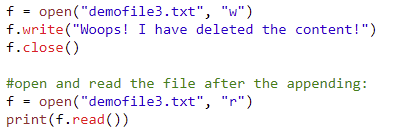 f = open("demofile3.txt", "w")
f.write("Woops! I have deleted the content!")
f.close()

#open and read the file after the appending:
f = open("demofile3.txt", "r")
print(f.read())